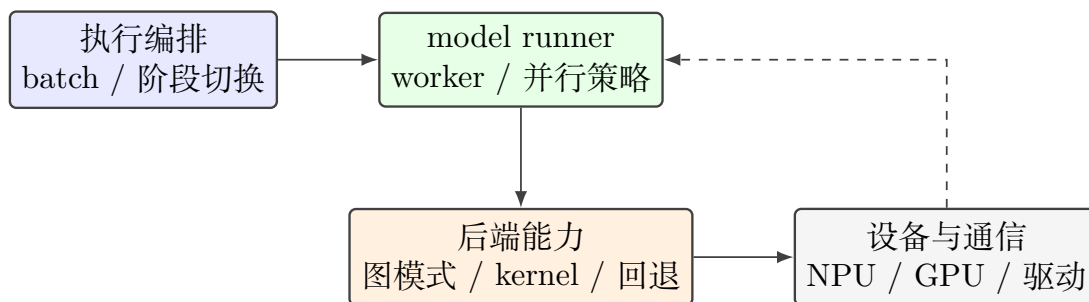 执行编排
batch / 阶段切换
model runner
worker / 并行策略
后端能力
图模式 / kernel / 回退
设备与通信
NPU / GPU / 驱动